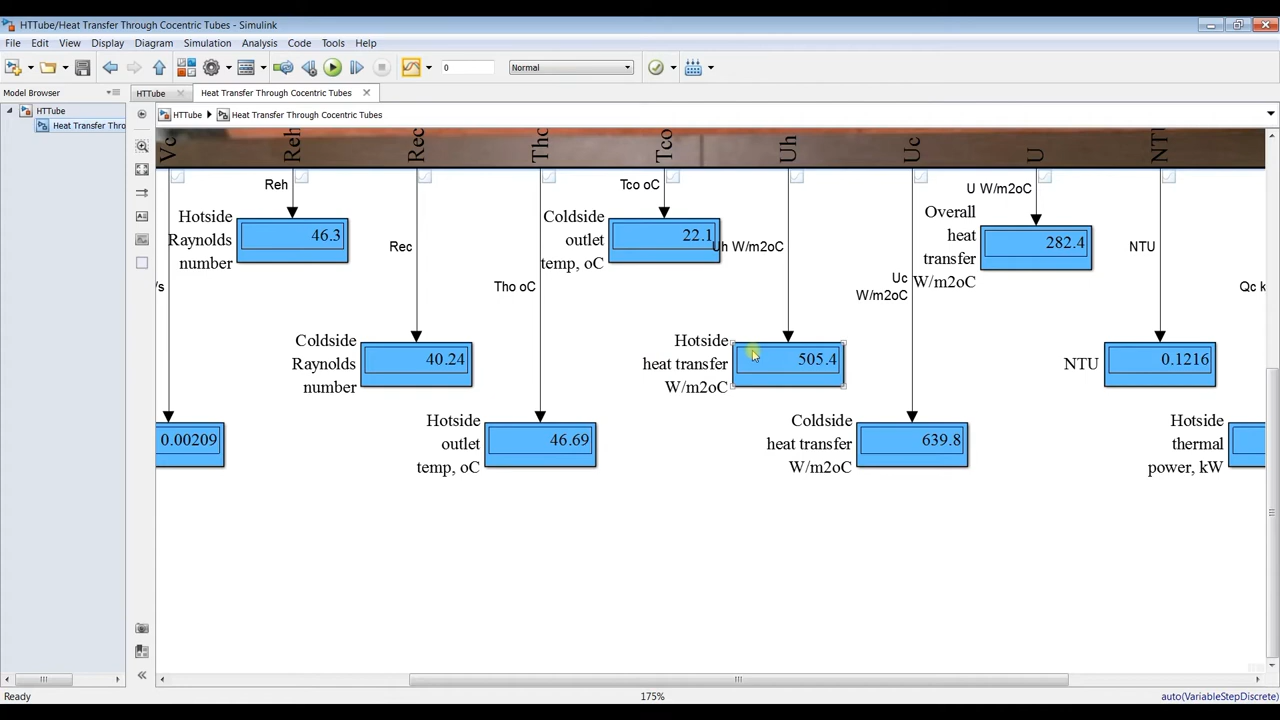 HTTube/Heat Transfer Through Cocentric Tubes - Simulink
File Edit View Display Diagram Simulation Analysis Code Tools Help
0
Normal
Model Browser
HTTube
Heat Transfer Through Cocentric Tubes
HTTube
Heat Transfer Thro
HTTube
Heat Transfer Through Cocentric Tubes
Vc
Reh
Rec
Tho
Tco
Uh
Uc
U
NTU
Reh
Tco oC
U W/m2oC
Hotside
Raynolds
number
46.3
Rec
Coldside
outlet
temp, oC
22.1
Uh W/m2oC
Overall
heat
transfer
W/m2oC
282.4
NTU
/s
Tho oC
Uc
W/m2oC
Qc k
Coldside
Raynolds
number
40.24
Hotside
heat transfer
W/m2oC
505.4
NTU
0.1216
0.00209
Hotside
outlet
temp, oC
46.69
Coldside
heat transfer
W/m2oC
639.8
Hotside
thermal
power, kW
Ready
175%
auto(VariableStepDiscrete)